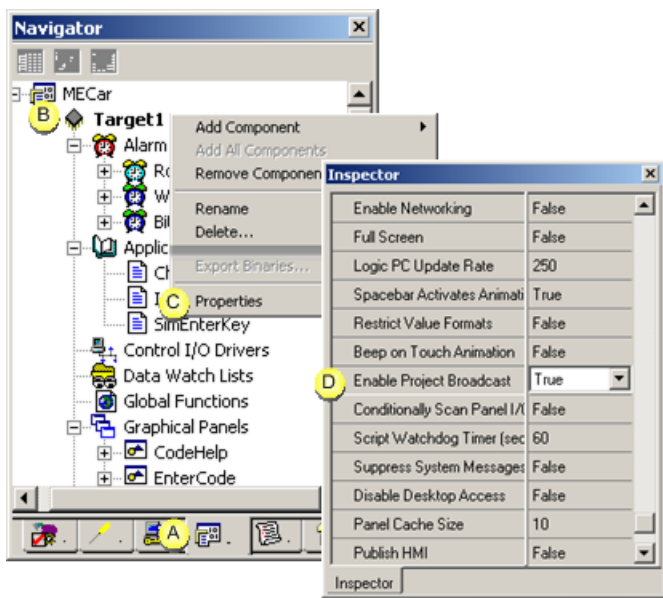 Navigator
MECar
B
Target1
Alarm
Ro
W
Bil
Applic
Ch
I
SimEnterKey
Control I/O Drivers
Data Watch Lists
Global Functions
Graphical Panels
CodeHelp
EnterCode
A
Add Component
Add All Components
Remove Componen
Rename
Delete...
Export Binaries...
C Properties
Inspector
Enable Networking False
Full Screen False
Logic PC Update Rate 250
Spacebar Activates Animati True
Restrict Value Formats False
Beep on Touch Animation False
D Enable Project Broadcast True
Conditionally Scan Panel I/( False
Script Watchdog Timer (sec 60
Suppress System Messages False
Disable Desktop Access False
Panel Cache Size 10
Publish HMI False
Inspector